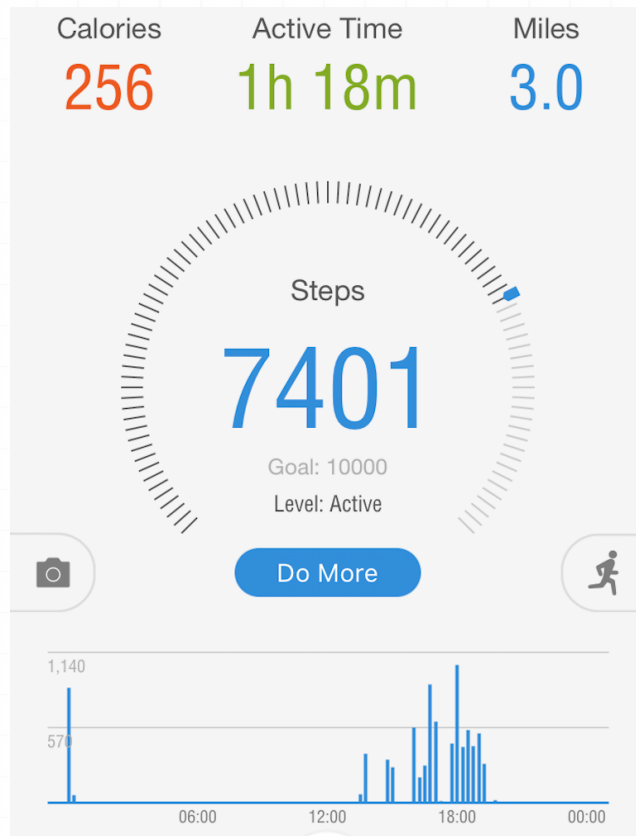 Calories Active Time Miles
256 1h 18m 3.0
Steps
7401
Goal: 10000
Level: Active
Do More
1,140
570
06:00 12:00 18:00 00:00